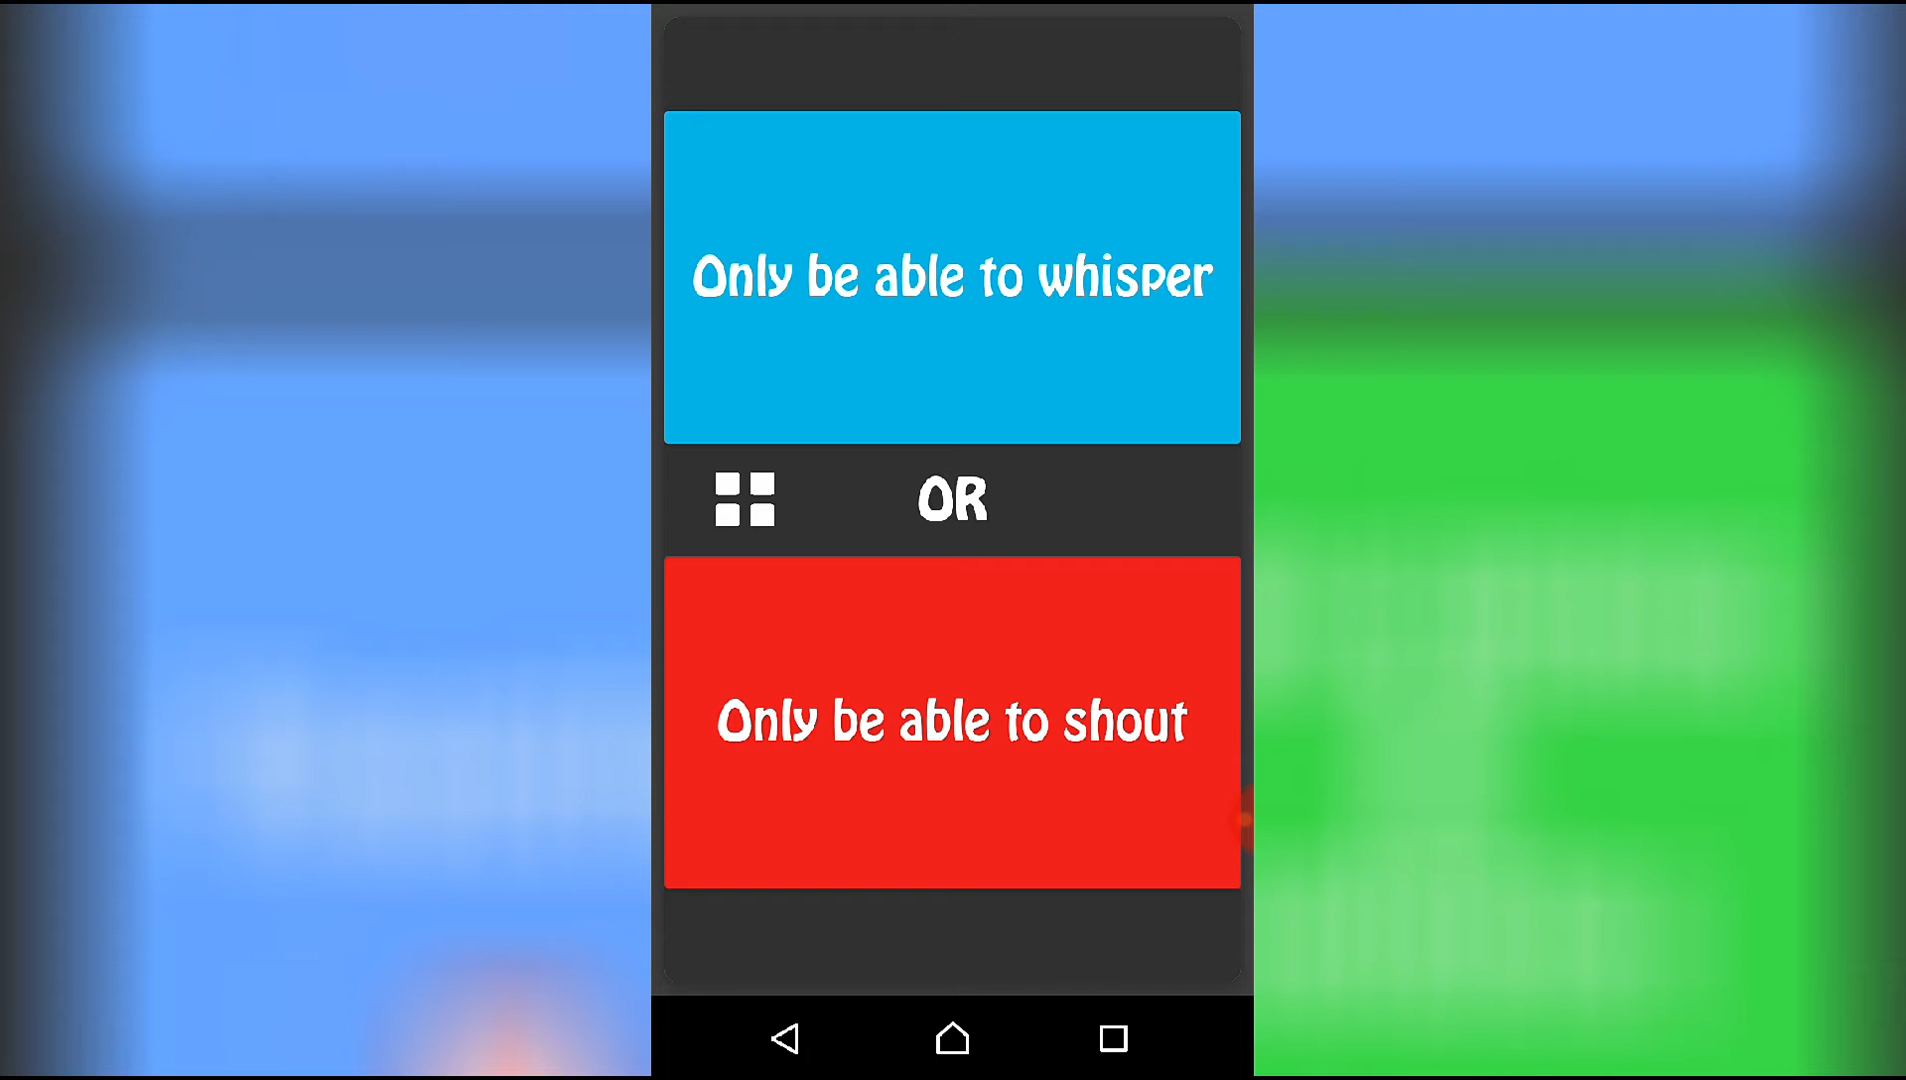 Only be able to whisper
OR
Only be able to shout